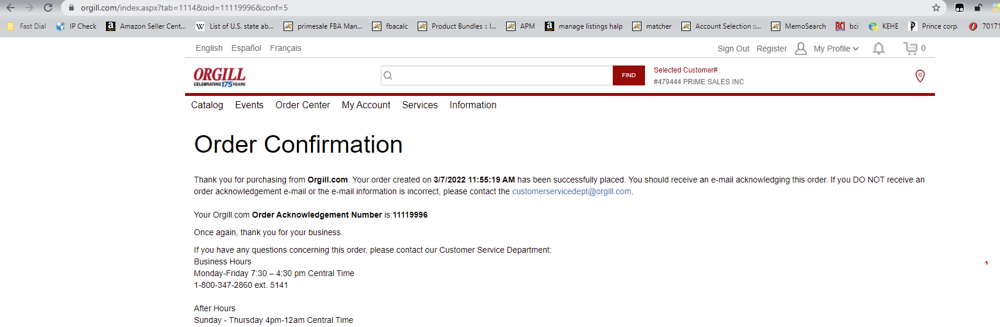 orgill.com/index.aspx?tab=1114&oid=11119996&conf=5
Fast Dial IP Check Amazon Seller Cent... List of U.S. state ab... primesale FBA Man... fbacalc Product Bundles :: I... APM manage listings halp matcher Account Selection ::... MemoSearch bci KEHE Prince corp. 70171
English Español Français Sign Out Register My Profile 0
ORGILL
CELEBRATING 175 YEARS
FIND
Selected Customer#
#479444 PRIME SALES INC
Catalog Events Order Center My Account Services Information
Order Confirmation
Thank you for purchasing from Orgill.com. Your order created on 3/7/2022 11:55:19 AM has been successfully placed. You should receive an e-mail acknowledging this order. If you DO NOT receive an
order acknowledgement e-mail or the e-mail information is incorrect, please contact the customerservicedept@orgill.com.
Your Orgill.com Order Acknowledgement Number is:11119996
Once again, thank you for your business.
If you have any questions concerning this order, please contact our Customer Service Department:
Business Hours
Monday-Friday 7:30 – 4:30 pm Central Time
1-800-347-2860 ext. 5141
After Hours
Sunday - Thursday 4pm-12am Central Time